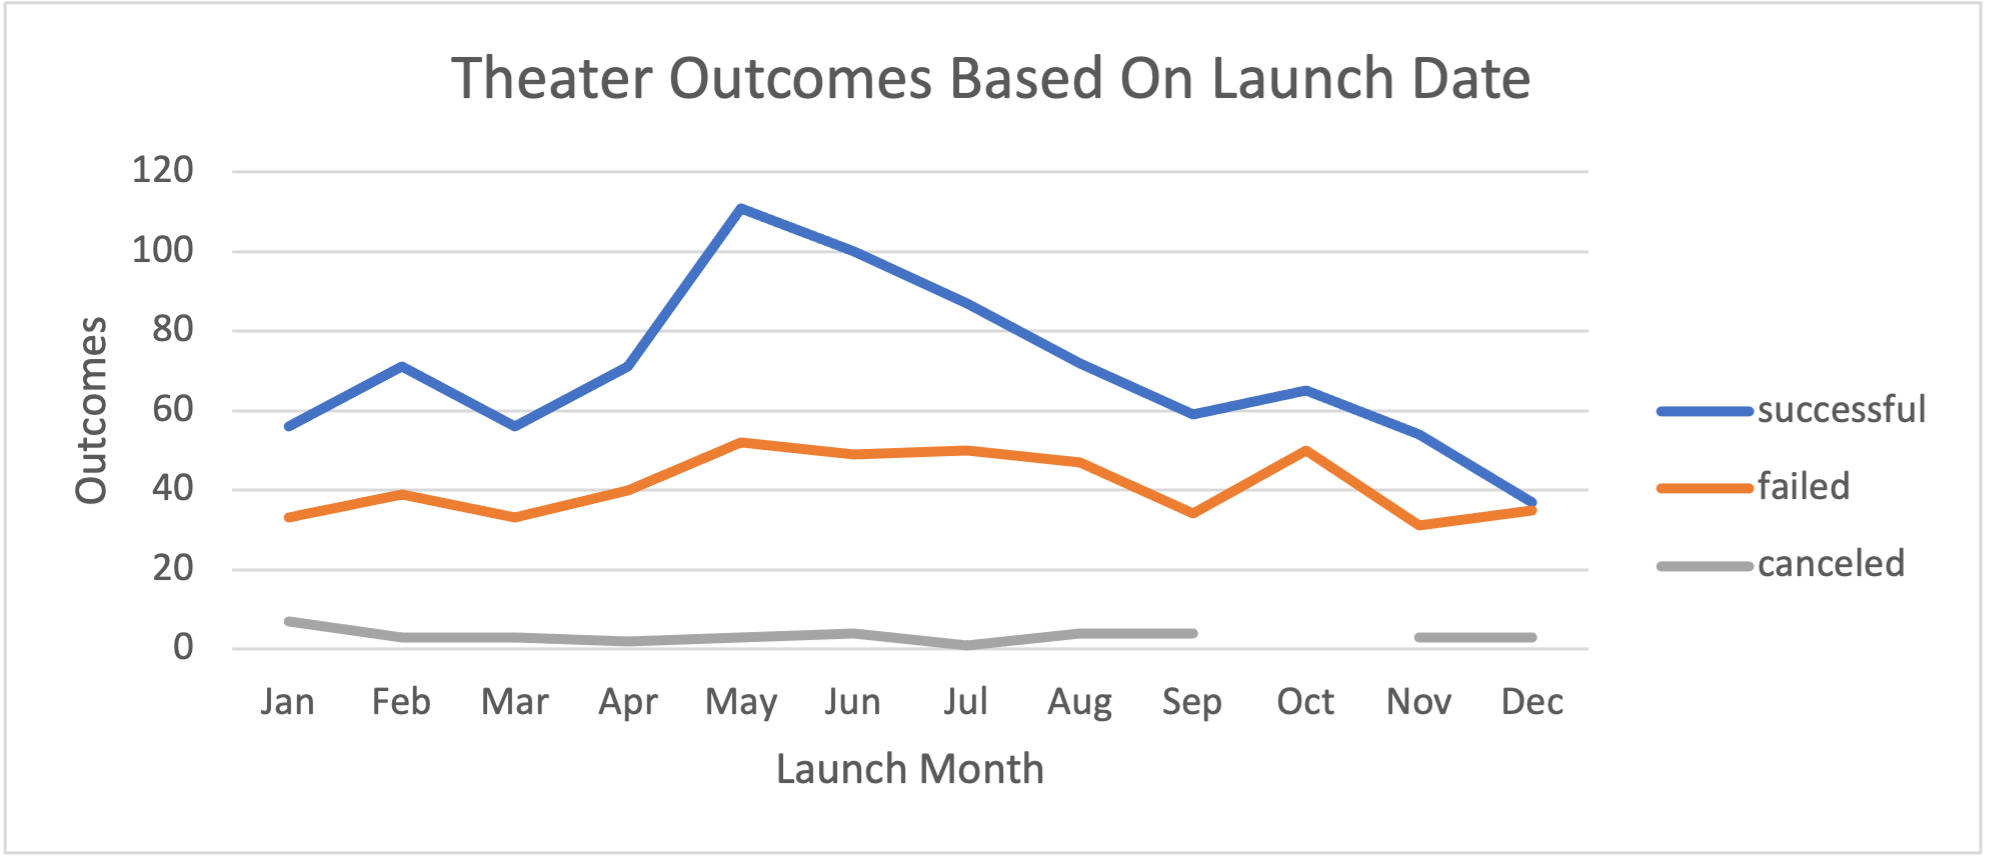 Theater Outcomes Based On Launch Date
120
100
80
60
40
20
0
Outcomes
Jan Feb Mar Apr May Jun Jul Aug Sep Oct Nov Dec
Launch Month
successful
failed
canceled